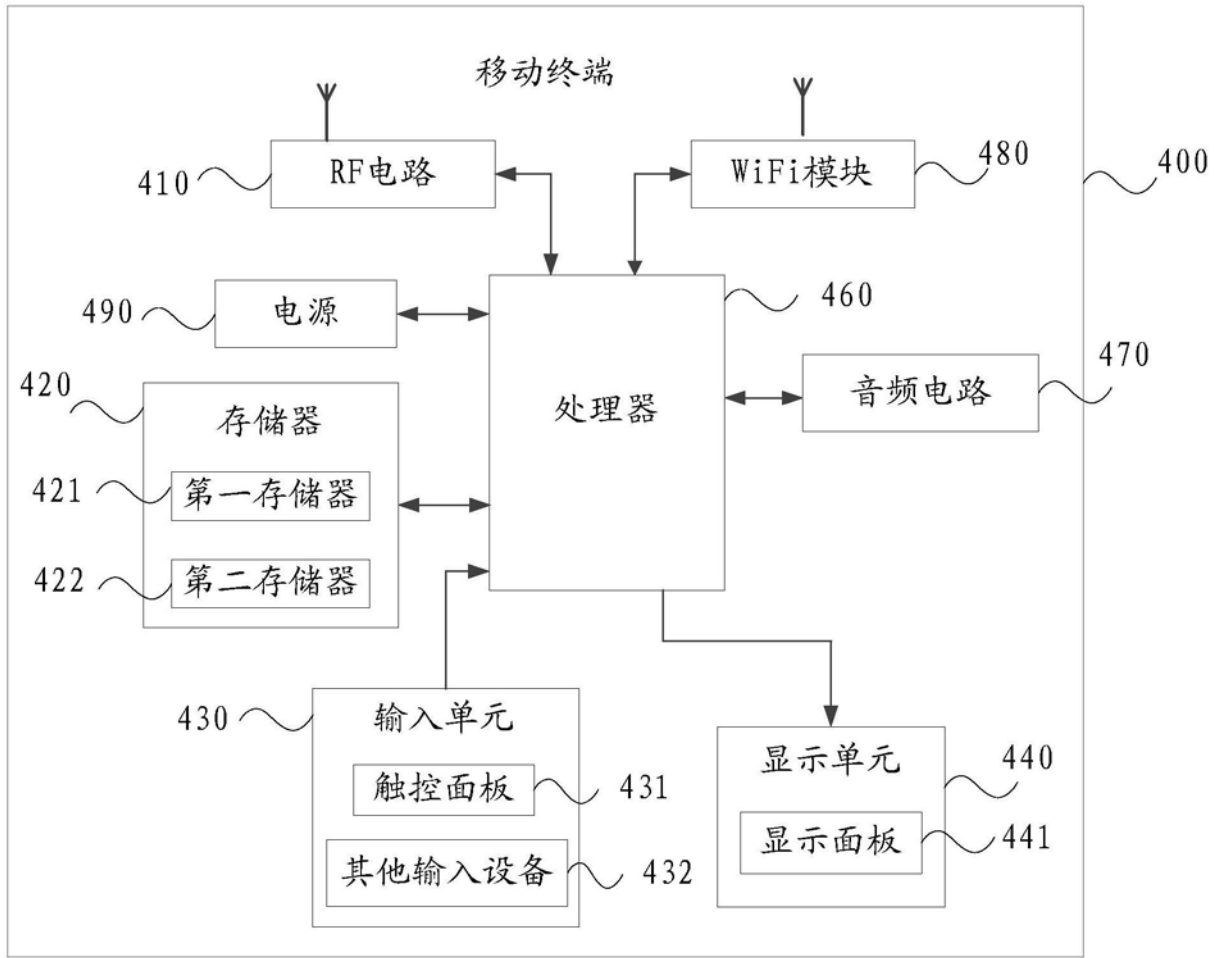 移动终端
RF电路
410
WiFi模块
480
400
电源
490
处理器
460
音频电路
470
420
存储器
421
第一存储器
422
第二存储器
430
输入单元
触控面板
431
其他输入设备
432
显示单元
440
显示面板
441